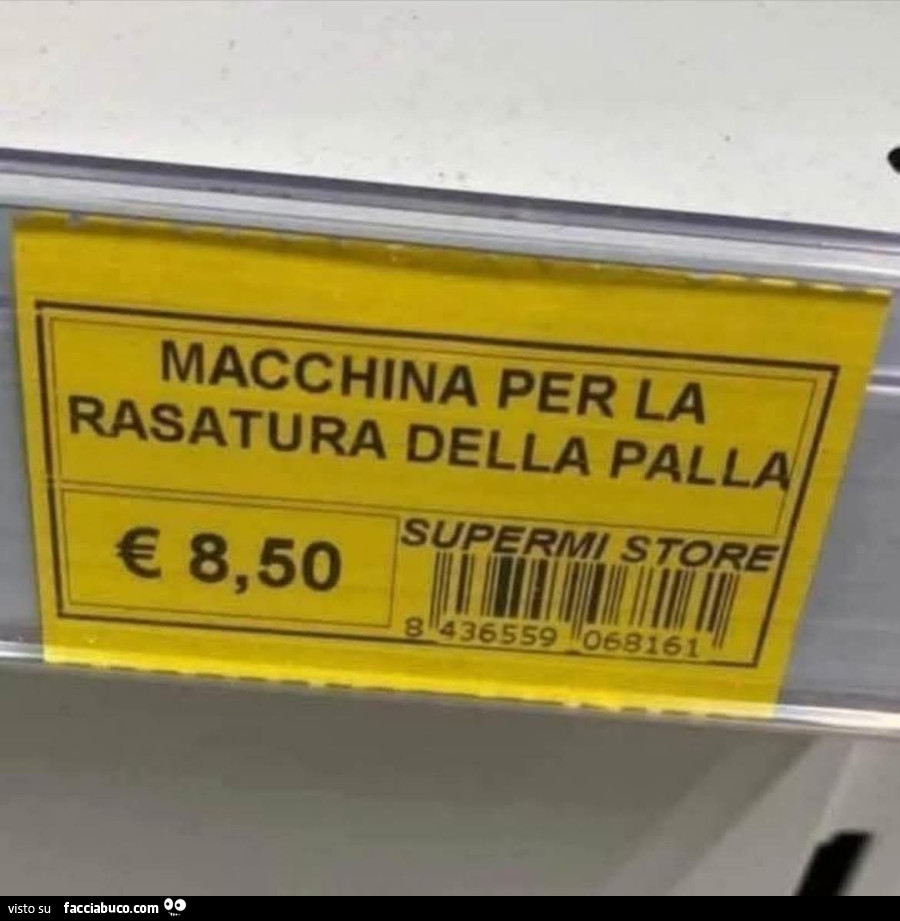 MACCHINA PER LA
RASATURA DELLA PALLA
€ 8,50
SUPERMI STORE
8 436559 068161
visto su facciabuco.com